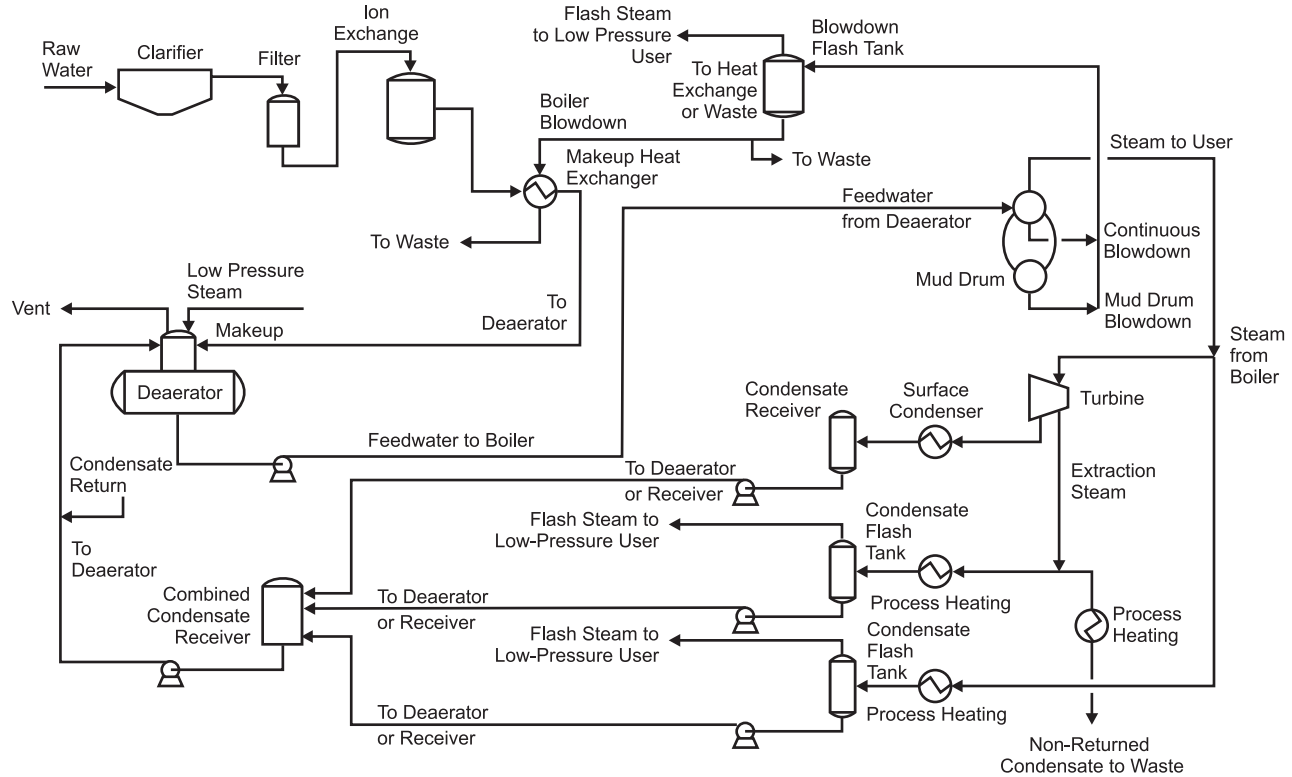 Raw
Water
Clarifier
Filter
Ion
Exchange
Flash Steam
to Low Pressure
User
Blowdown
Flash Tank
To Heat
Exchange
or Waste
Boiler
Blowdown
To Waste
Makeup Heat
Exchanger
To Waste
Steam to User
Feedwater
from Deaerator
Continuous
Blowdown
Mud Drum
Mud Drum
Blowdown
Low Pressure
Steam
Vent
Makeup
To
Deaerator
Deaerator
Steam
from
Boiler
Condensate
Receiver
Surface
Condenser
Turbine
Feedwater to Boiler
Condensate
Return
To Deaerator
or Receiver
Extraction
Steam
Flash Steam to
Low-Pressure User
Condensate
Flash
Tank
To
Deaerator
Combined
Condensate
Receiver
To Deaerator
or Receiver
Process Heating
Process
Heating
Flash Steam to
Low-Pressure User
Condensate
Flash
Tank
To Deaerator
or Receiver
Process Heating
Non-Returned
Condensate to Waste